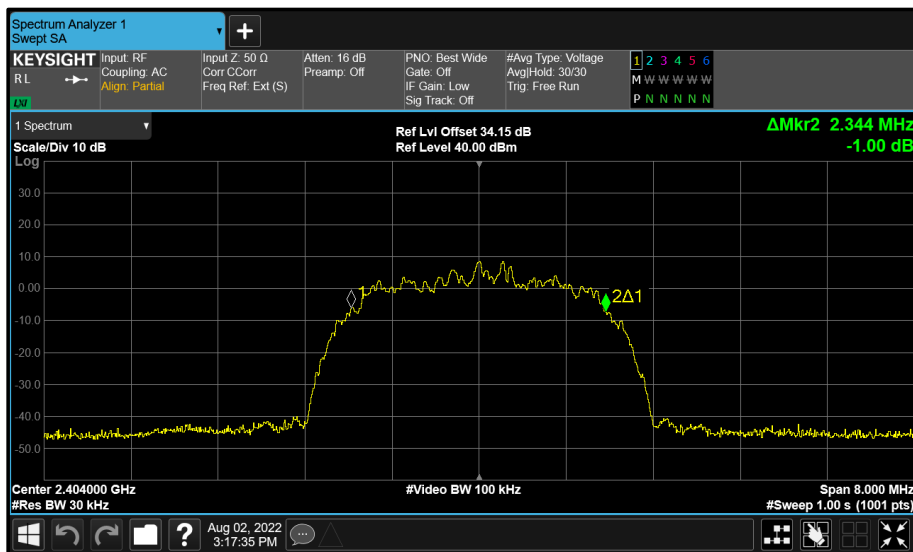 Spectrum Analyzer 1
Swept SA
+
KEYSIGHT
R L
LXI
Input: RF
Coupling: AC
Align: Partial
Input Z: 50 Ω
Corr CCorr
Freq Ref: Ext (S)
Atten: 16 dB
Preamp: Off
PNO: Best Wide
Gate: Off
IF Gain: Low
Sig Track: Off
#Avg Type: Voltage
Avg|Hold: 30/30
Trig: Free Run
1 2 3 4 5 6
M W W W W W
P N N N N N
1 Spectrum
Scale/Div 10 dB
Ref Lvl Offset 34.15 dB
Ref Level 40.00 dBm
ΔMkr2 2.344 MHz
-1.00 dB
Log
30.0
20.0
10.0
0.00
-10.0
-20.0
-30.0
-40.0
-50.0
1
2Δ1
Center 2.404000 GHz
#Res BW 30 kHz
#Video BW 100 kHz
Span 8.000 MHz
#Sweep 1.00 s (1001 pts)
?
Aug 02, 2022
3:17:35 PM